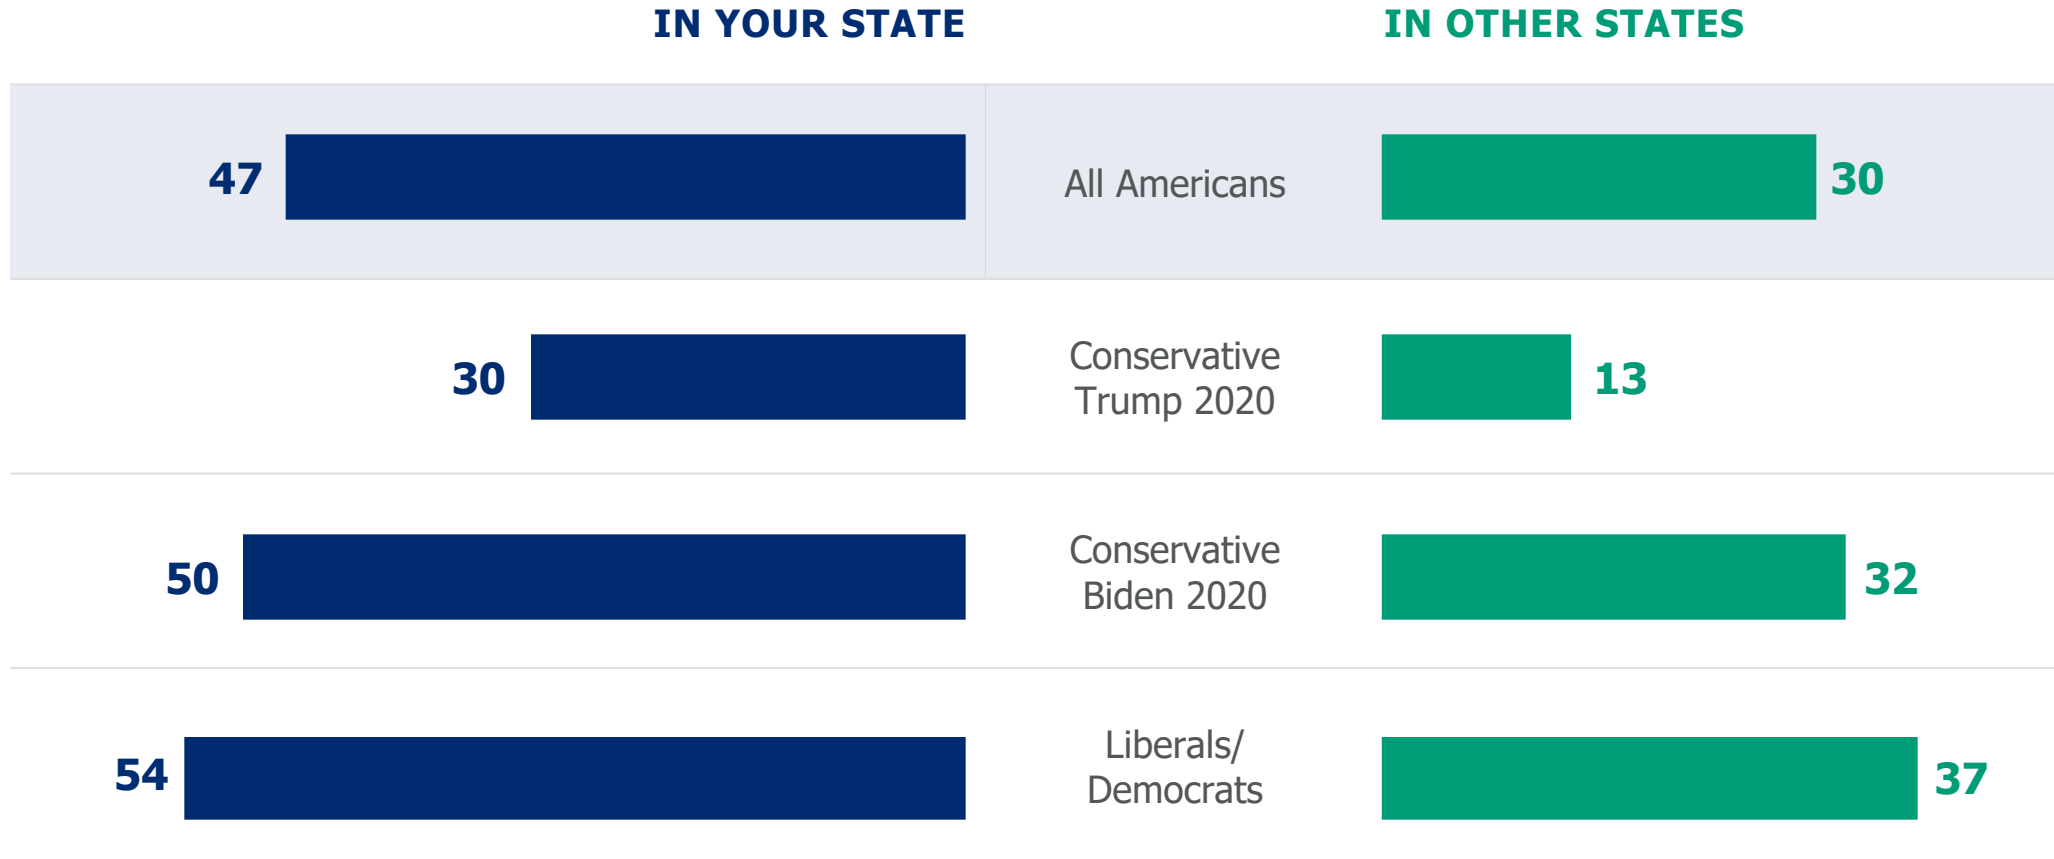 IN YOUR STATE
IN OTHER STATES
47
All Americans
30
30
Conservative
Trump 2020
13
50
Conservative
Biden 2020
32
54
Liberals/
Democrats
37